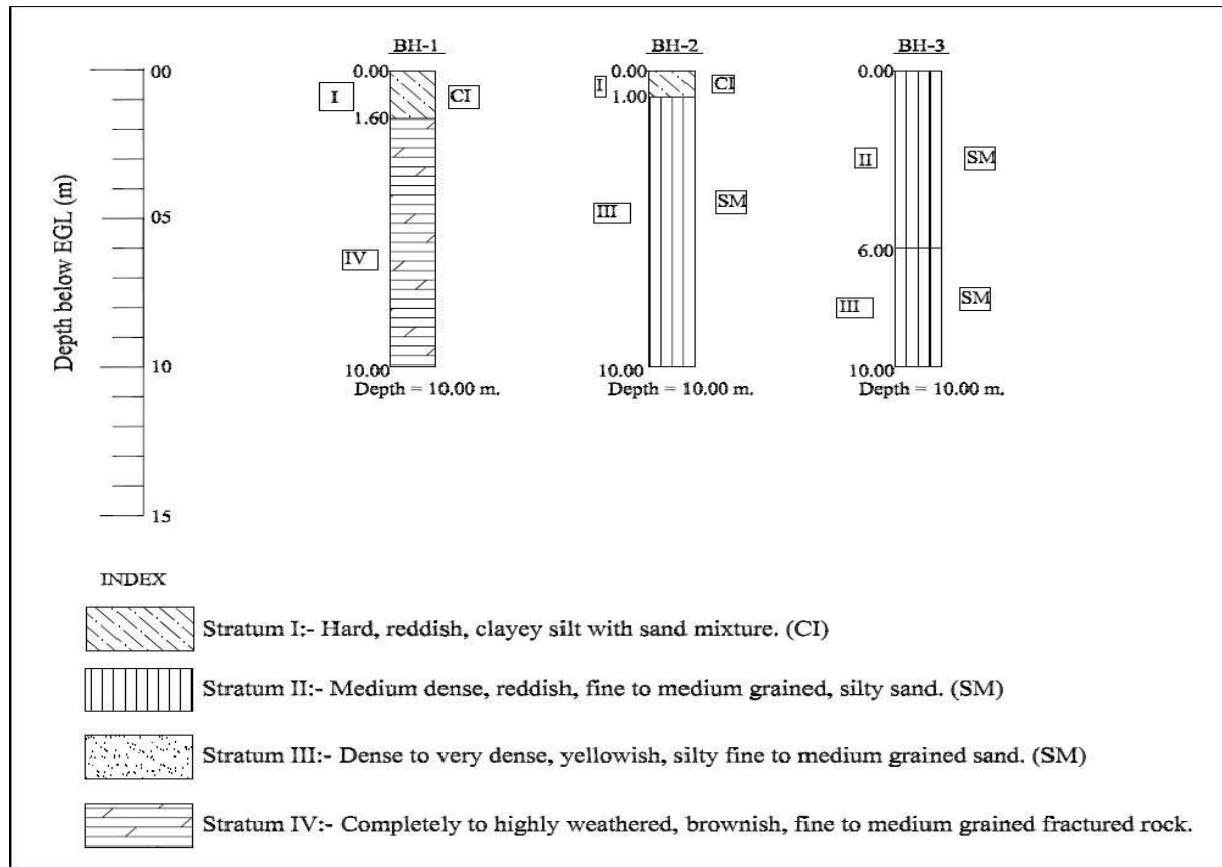 BH-1 BH-2 BH-3
00 0.00 0.00 0.00
I CI I CI
1.00
1.60
II SM
Depth below EGL (m)
05 III SM
IV 6.00
III SM
10 10.00 10.00 10.00
Depth = 10.00 m. Depth = 10.00 m. Depth = 10.00 m.
15
INDEX
Stratum I:- Hard, reddish, clayey silt with sand mixture. (CI)
Stratum II:- Medium dense, reddish, fine to medium grained, silty sand. (SM)
Stratum III:- Dense to very dense, yellowish, silty fine to medium grained sand. (SM)
Stratum IV:- Completely to highly weathered, brownish, fine to medium grained fractured rock.